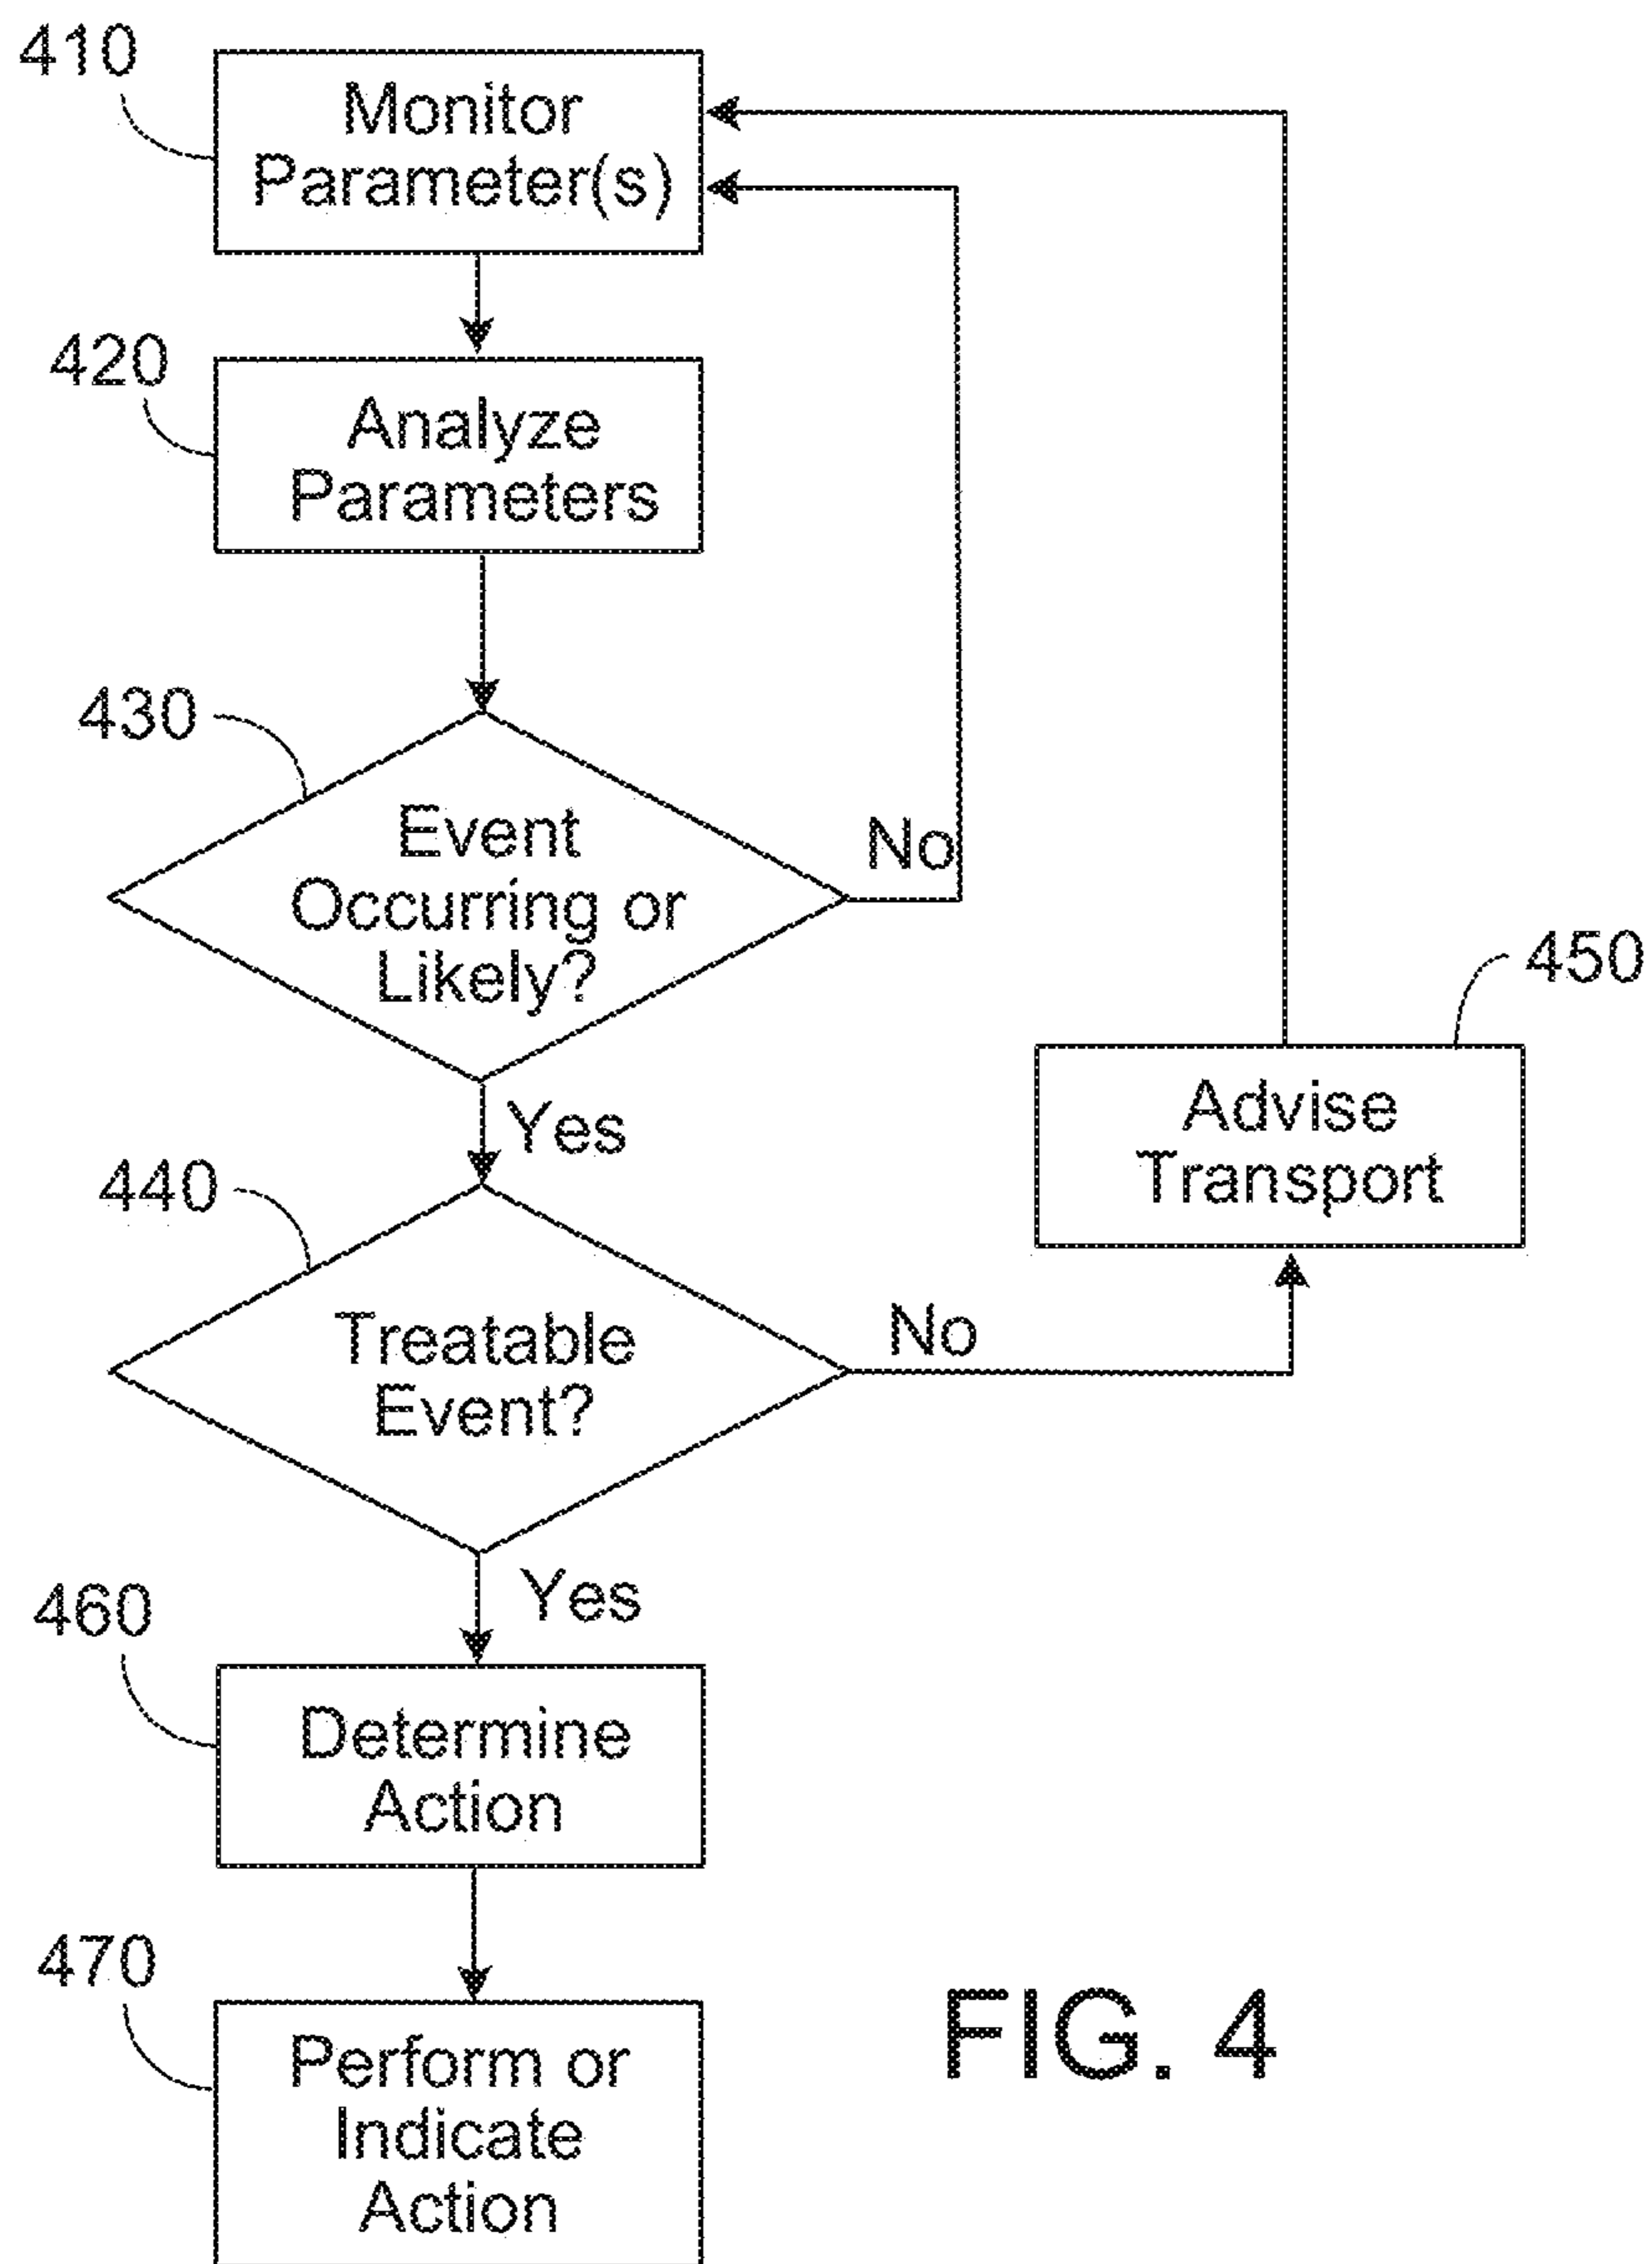 410
Monitor
Parameter(s)
420
Analyze
Parameters
430
Event
Occurring or
Likely?
No
Yes
450
Advise
Transport
440
Treatable
Event?
No
Yes
460
Determine
Action
470
Perform or
Indicate
Action
FIG. 4